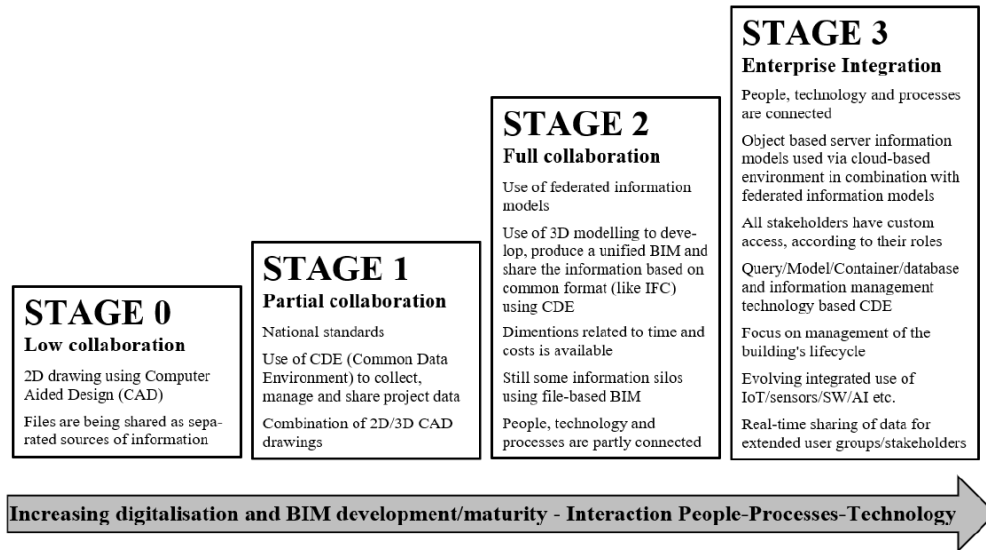 STAGE 0
Low collaboration
2D drawing using Computer
Aided Design (CAD)
Files are being shared as sepa-
rated sources of information
STAGE 1
Partial collaboration
National standards
Use of CDE (Common Data
Environment) to collect,
manage and share project data
Combination of 2D/3D CAD
drawings
STAGE 2
Full collaboration
Use of federated information
models
Use of 3D modelling to deve-
lop, produce a unified BIM and
share the information based on
common format (like IFC)
using CDE
Dimentions related to time and
costs is available
Still some information silos
using file-based BIM
People, technology and
processes are partly connected
STAGE 3
Enterprise Integration
People, technology and processes
are connected
Object based server information
models used via cloud-based
environment in combination with
federated information models
All stakeholders have custom
access, according to their roles
Query/Model/Container/database
and information management
technology based CDE
Focus on management of the
building's lifecycle
Evolving integrated use of
IoT/sensors/SW/AI etc.
Real-time sharing of data for
extended user groups/stakeholders
Increasing digitalisation and BIM development/maturity - Interaction People-Processes-Technology